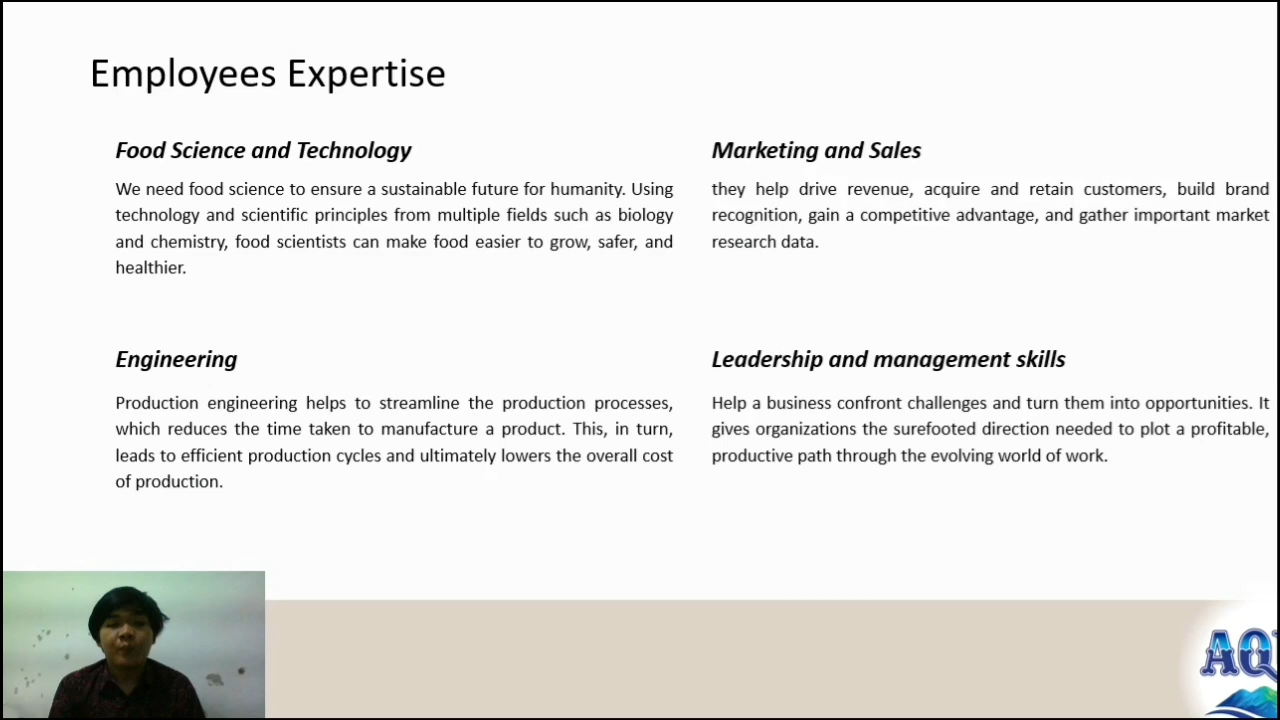 Employees Expertise
Food Science and Technology
We need food science to ensure a sustainable future for humanity. Using
technology and scientific principles from multiple fields such as biology
and chemistry, food scientists can make food easier to grow, safer, and
healthier.
Marketing and Sales
they help drive revenue, acquire and retain customers, build brand
recognition, gain a competitive advantage, and gather important market
research data.
Engineering
Production engineering helps to streamline the production processes,
which reduces the time taken to manufacture a product. This, in turn,
leads to efficient production cycles and ultimately lowers the overall cost
of production.
Leadership and management skills
Help a business confront challenges and turn them into opportunities. It
gives organizations the surefooted direction needed to plot a profitable,
productive path through the evolving world of work.